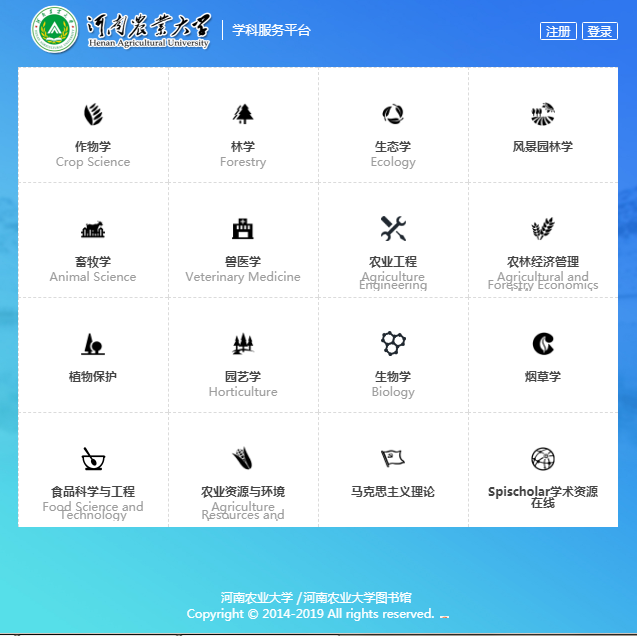 河南农业大学
Henan Agricultural University
学科服务平台
注册 登录
作物学
Crop Science
林学
Forestry
生态学
Ecology
风景园林学
畜牧学
Animal Science
兽医学
Veterinary Medicine
农业工程
Agriculture
Engineering
农林经济管理
Agricultural and
Forestry Economics
植物保护
园艺学
Horticulture
生物学
Biology
烟草学
食品科学与工程
Food Science and
Technology
农业资源与环境
Agriculture
Resources and
马克思主义理论
Spischolar学术资源
在线
河南农业大学 /河南农业大学图书馆
Copyright © 2014-2019 All rights reserved.